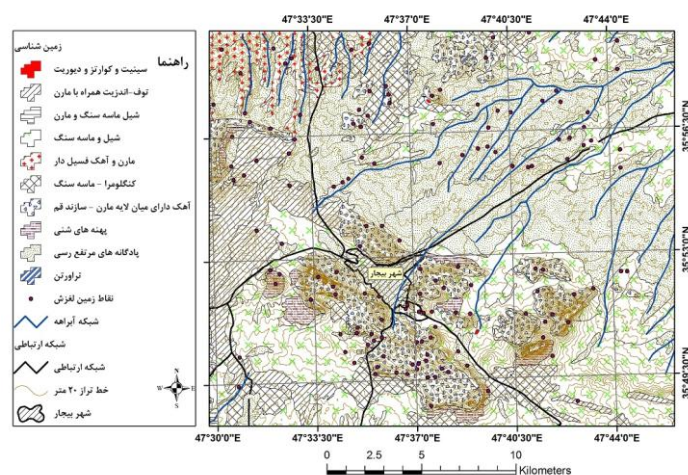 راهنما
زمین شناسی
سینیت و کوارتز و دیوریت
توف-اندزیت همراه با مارن
شیل ماسه سنگ و مارن
شیل و ماسه سنگ
مارن و آهک فسیل دار
کنگلومرا - ماسه سنگ
آهک دارای میان لایه مارن - سازند قم
پهنه های شنی
پادگانه های مرتفع رسی
تراورتن
نقاط زمین لغزش
شبکه آبراهه
شبکه ارتباطی
شبکه ارتباطی
خط تراز ۲۰ متر
شهر بیجار
N
W
E
S
47°33'30"E
47°37'0"E
47°40'30"E
47°44'0"E
35°56'30"N
35°53'0"N
35°49'30"N
شهر بیجار
47°30'0"E
47°33'30"E
47°37'0"E
47°40'30"E
47°44'0"E
0 2.5 5 10
Kilometers